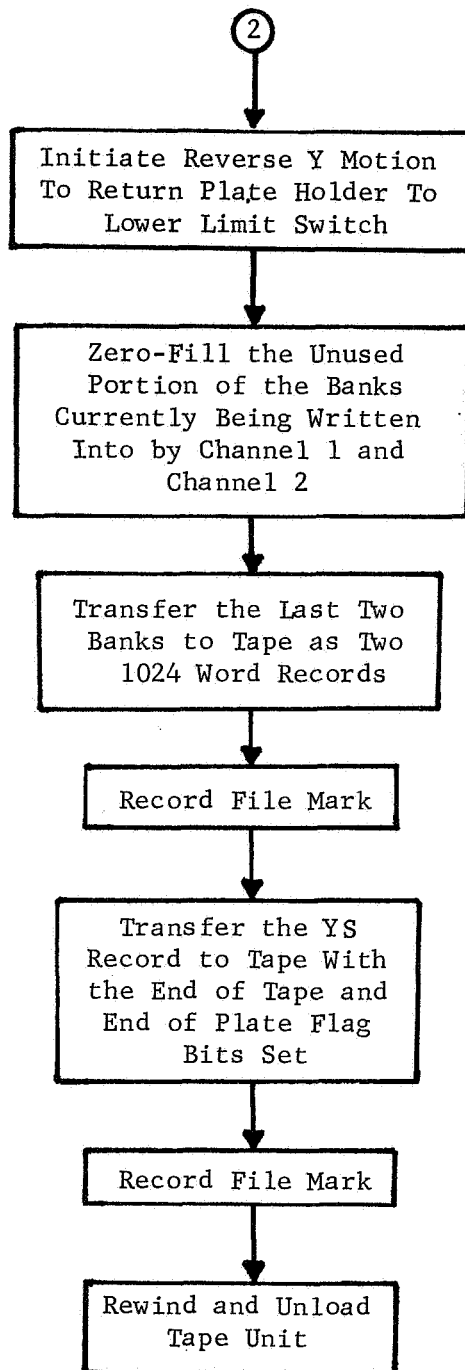 2
Initiate Reverse Y Motion
To Return Plate Holder To
Lower Limit Switch
Zero-Fill the Unused
Portion of the Banks
Currently Being Written
Into by Channel 1 and
Channel 2
Transfer the Last Two
Banks to Tape as Two
1024 Word Records
Record File Mark
Transfer the YS
Record to Tape With
the End of Tape and
End of Plate Flag
Bits Set
Record File Mark
Rewind and Unload
Tape Unit